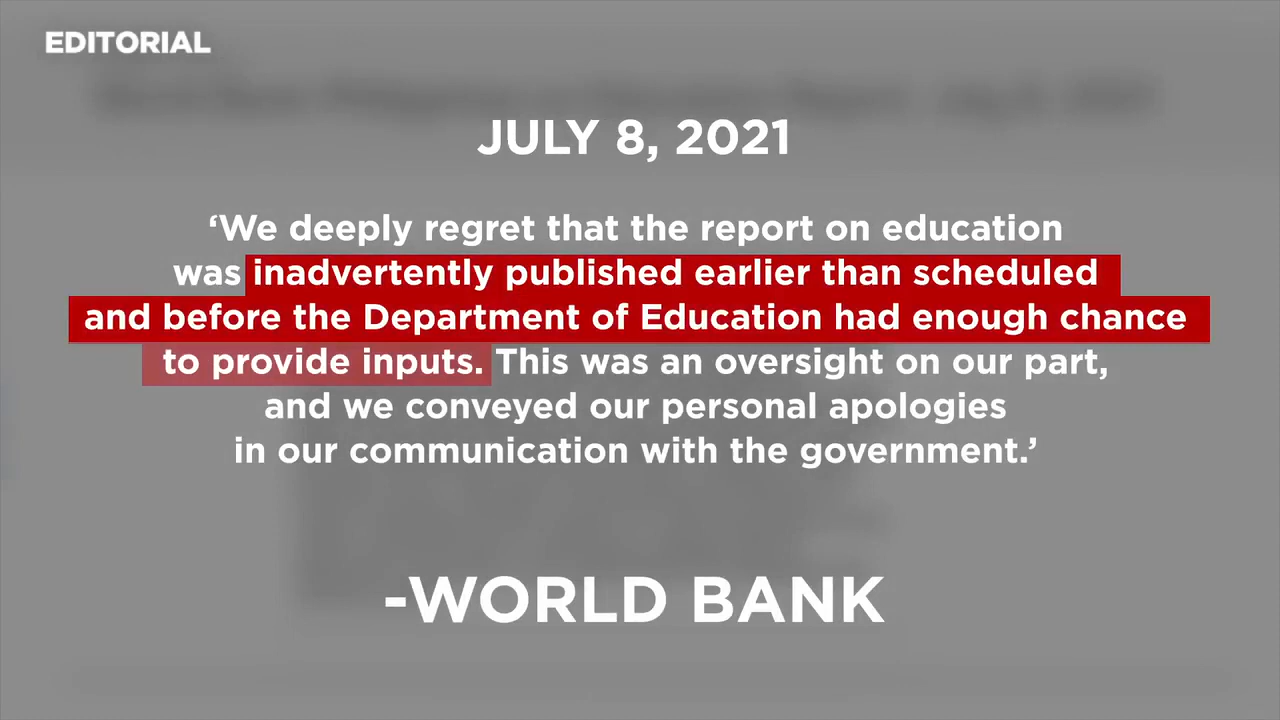 EDITORIAL
JULY 8, 2021
‘We deeply regret that the report on education
was inadvertently published earlier than scheduled
and before the Department of Education had enough chance
to provide inputs. This was an oversight on our part,
and we conveyed our personal apologies
in our communication with the government.’
-WORLD BANK